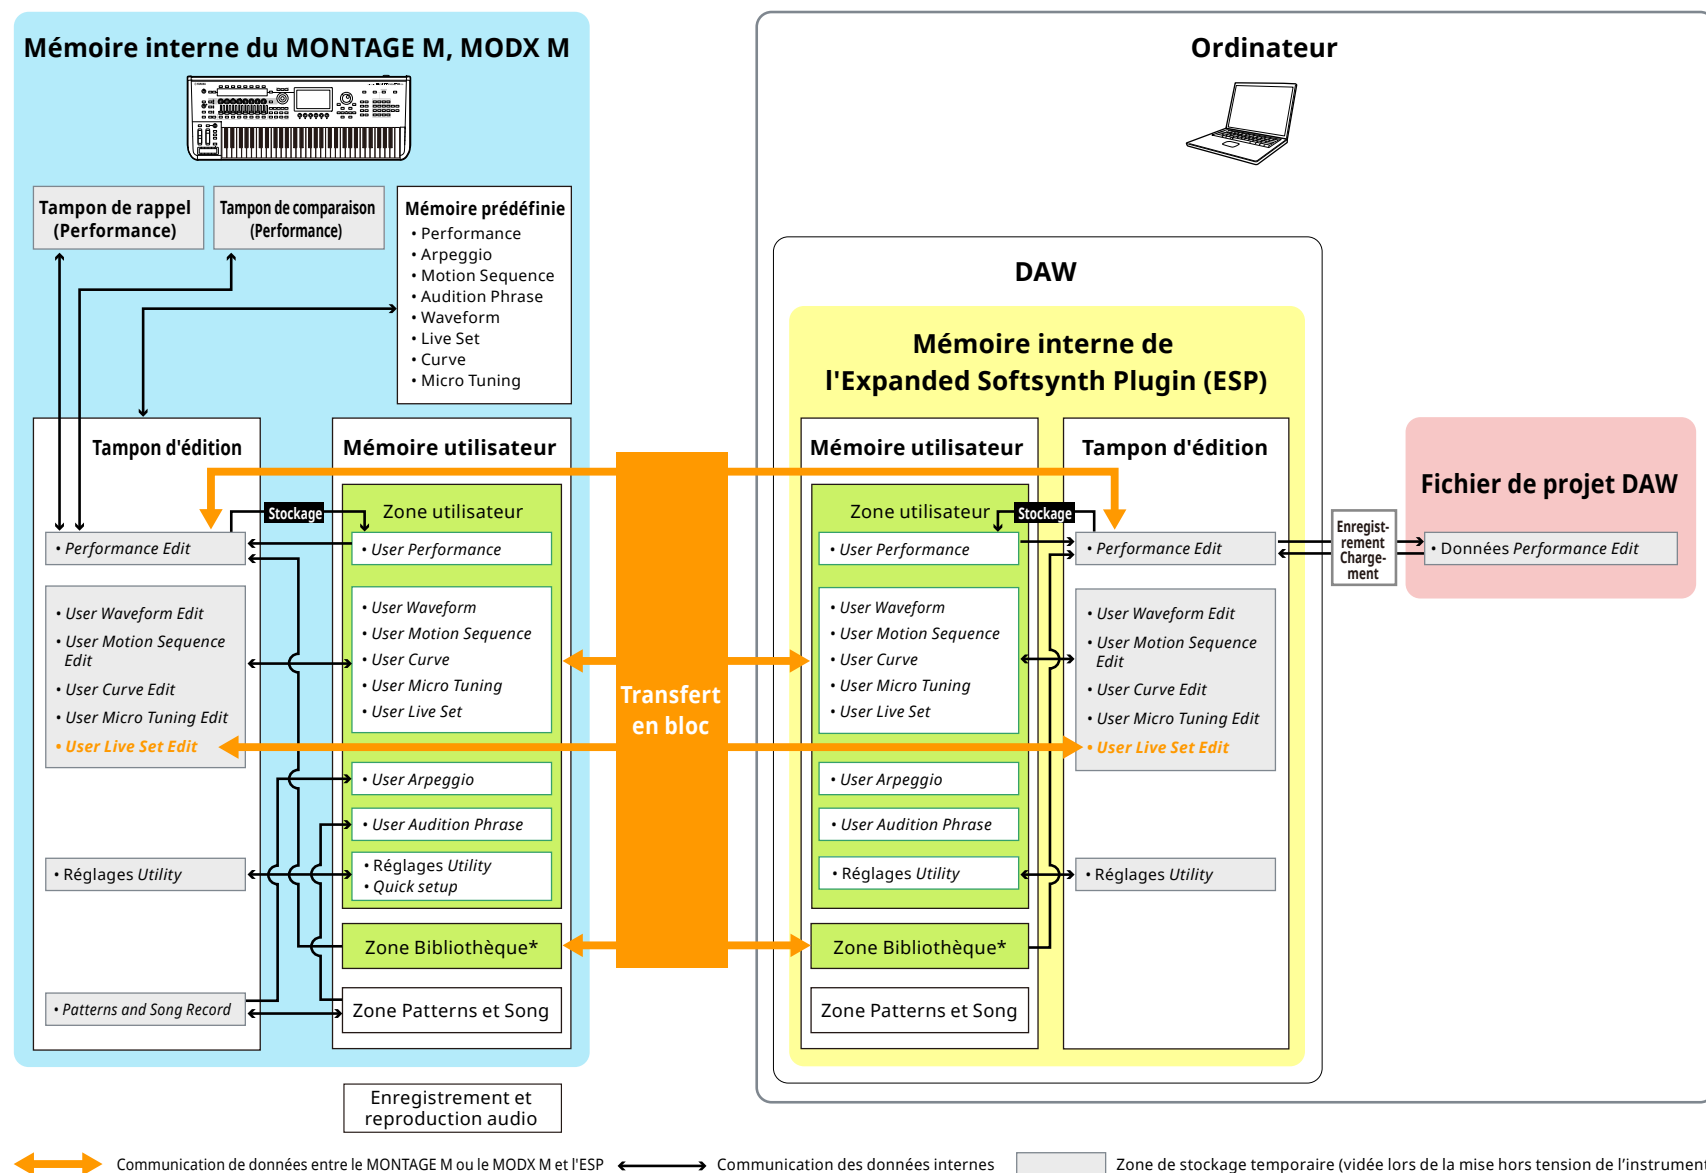 Mémoire interne du MONTAGE M, MODX M
Tampon de rappel
(Performance)
Tampon de comparaison
(Performance)
Mémoire prédéfinie
• Performance
• Arpeggio
• Motion Sequence
• Audition Phrase
• Waveform
• Live Set
• Curve
• Micro Tuning
Tampon d'édition
• Performance Edit
• User Waveform Edit
• User Motion Sequence
Edit
• User Curve Edit
• User Micro Tuning Edit
• User Live Set Edit
• Réglages Utility
• Patterns and Song Record
Stockage
Mémoire utilisateur
Zone utilisateur
• User Performance
• User Waveform
• User Motion Sequence
• User Curve
• User Micro Tuning
• User Live Set
• User Arpeggio
• User Audition Phrase
• Réglages Utility
• Quick setup
Zone Bibliothèque*
Zone Patterns et Song
Enregistrement et
reproduction audio
Transfert
en bloc
Ordinateur
DAW
Mémoire interne de
l'Expanded Softsynth Plugin (ESP)
Mémoire utilisateur
Zone utilisateur
• User Performance
• User Waveform
• User Motion Sequence
• User Curve
• User Micro Tuning
• User Live Set
• User Arpeggio
• User Audition Phrase
• Réglages Utility
Zone Bibliothèque*
Zone Patterns et Song
Stockage
Tampon d'édition
• Performance Edit
• User Waveform Edit
• User Motion Sequence
Edit
• User Curve Edit
• User Micro Tuning Edit
• User Live Set Edit
• Réglages Utility
Enregist-
rement
Charge-
ment
Fichier de projet DAW
• Données Performance Edit
Communication de données entre le MONTAGE M ou le MODX M et l'ESP
Communication des données internes
Zone de stockage temporaire (vidée lors de la mise hors tension de l'instrument